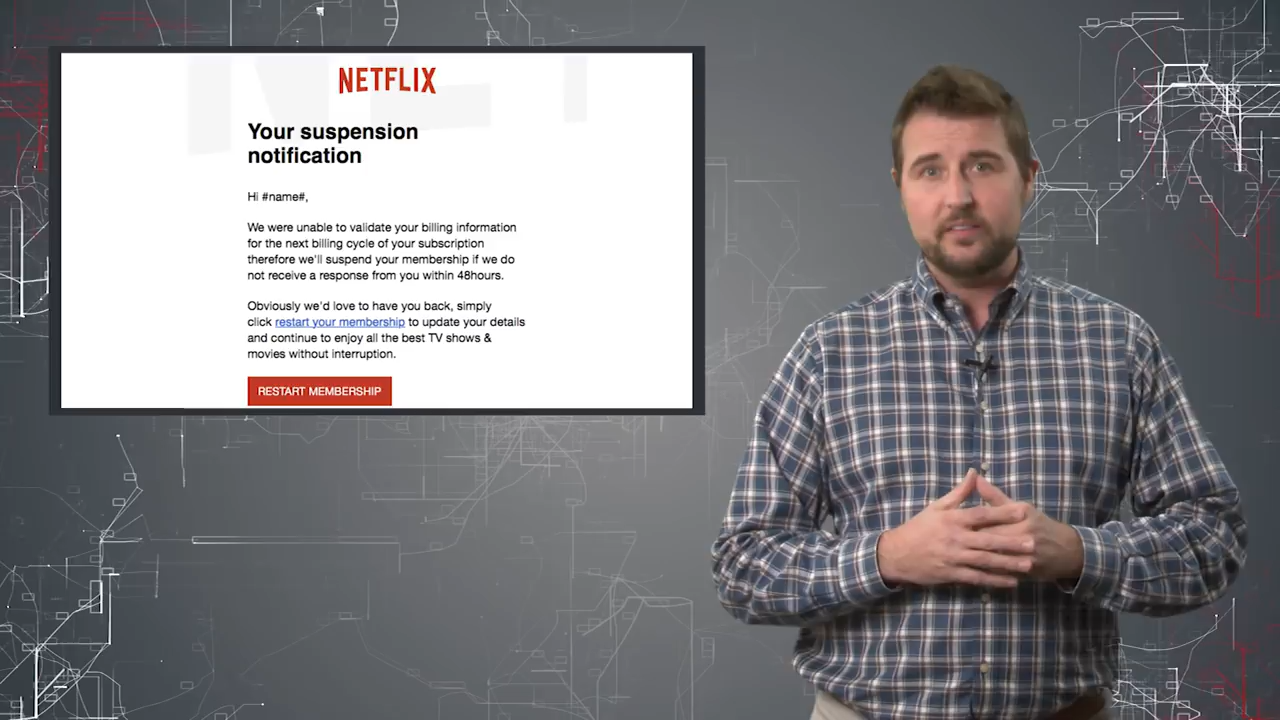 NETFLIX
Your suspension
notification
Hi #name#,
We were unable to validate your billing information
for the next billing cycle of your subscription
therefore we'll suspend your membership if we do
not receive a response from you within 48hours.
Obviously we'd love to have you back, simply
click restart your membership to update your details
and continue to enjoy all the best TV shows &
movies without interruption.
RESTART MEMBERSHIP